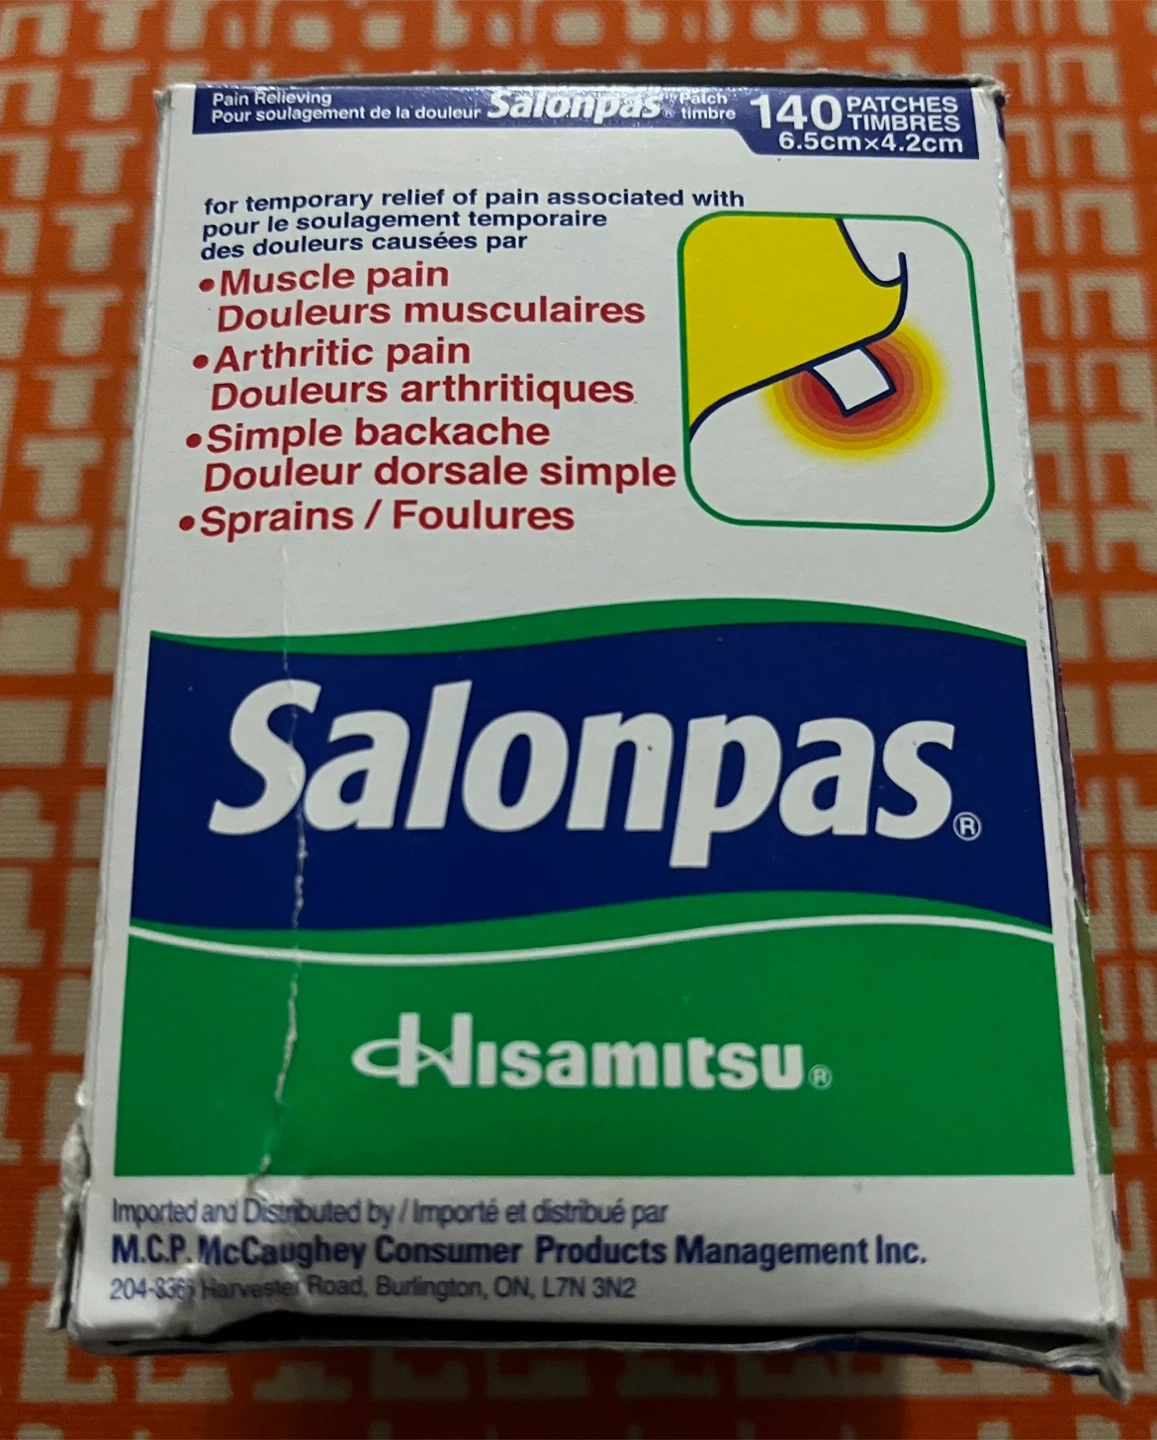 Pain Relieving
Pour soulagement de la douleur Salonpas® Patch timbre
140 PATCHES
TIMBRES
6.5cm×4.2cm
for temporary relief of pain associated with
pour le soulagement temporaire
des douleurs causées par
•Muscle pain
Douleurs musculaires
•Arthritic pain
Douleurs arthritiques
•Simple backache
Douleur dorsale simple
•Sprains / Foulures
Salonpas®
Hisamitsu®
Imported and Distributed by / Importé et distribué par
M.C.P. McCaughey Consumer Products Management Inc.
Harvester Road, Burlington, ON, L7N 3N2